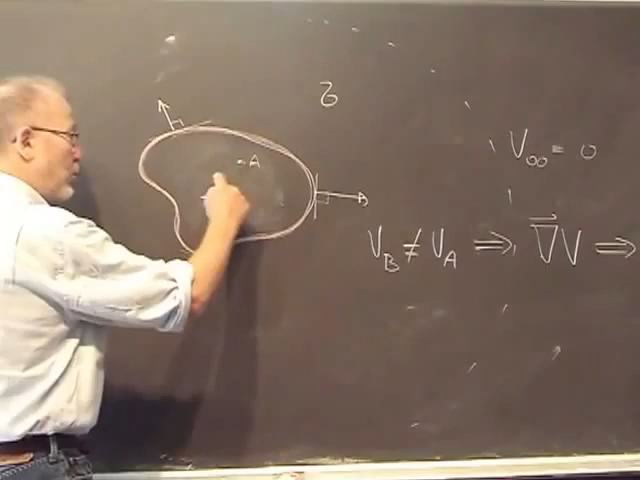 б
A
V∞ = 0
V_B ≠ V_A ⇒ ∇⃗V ⇒